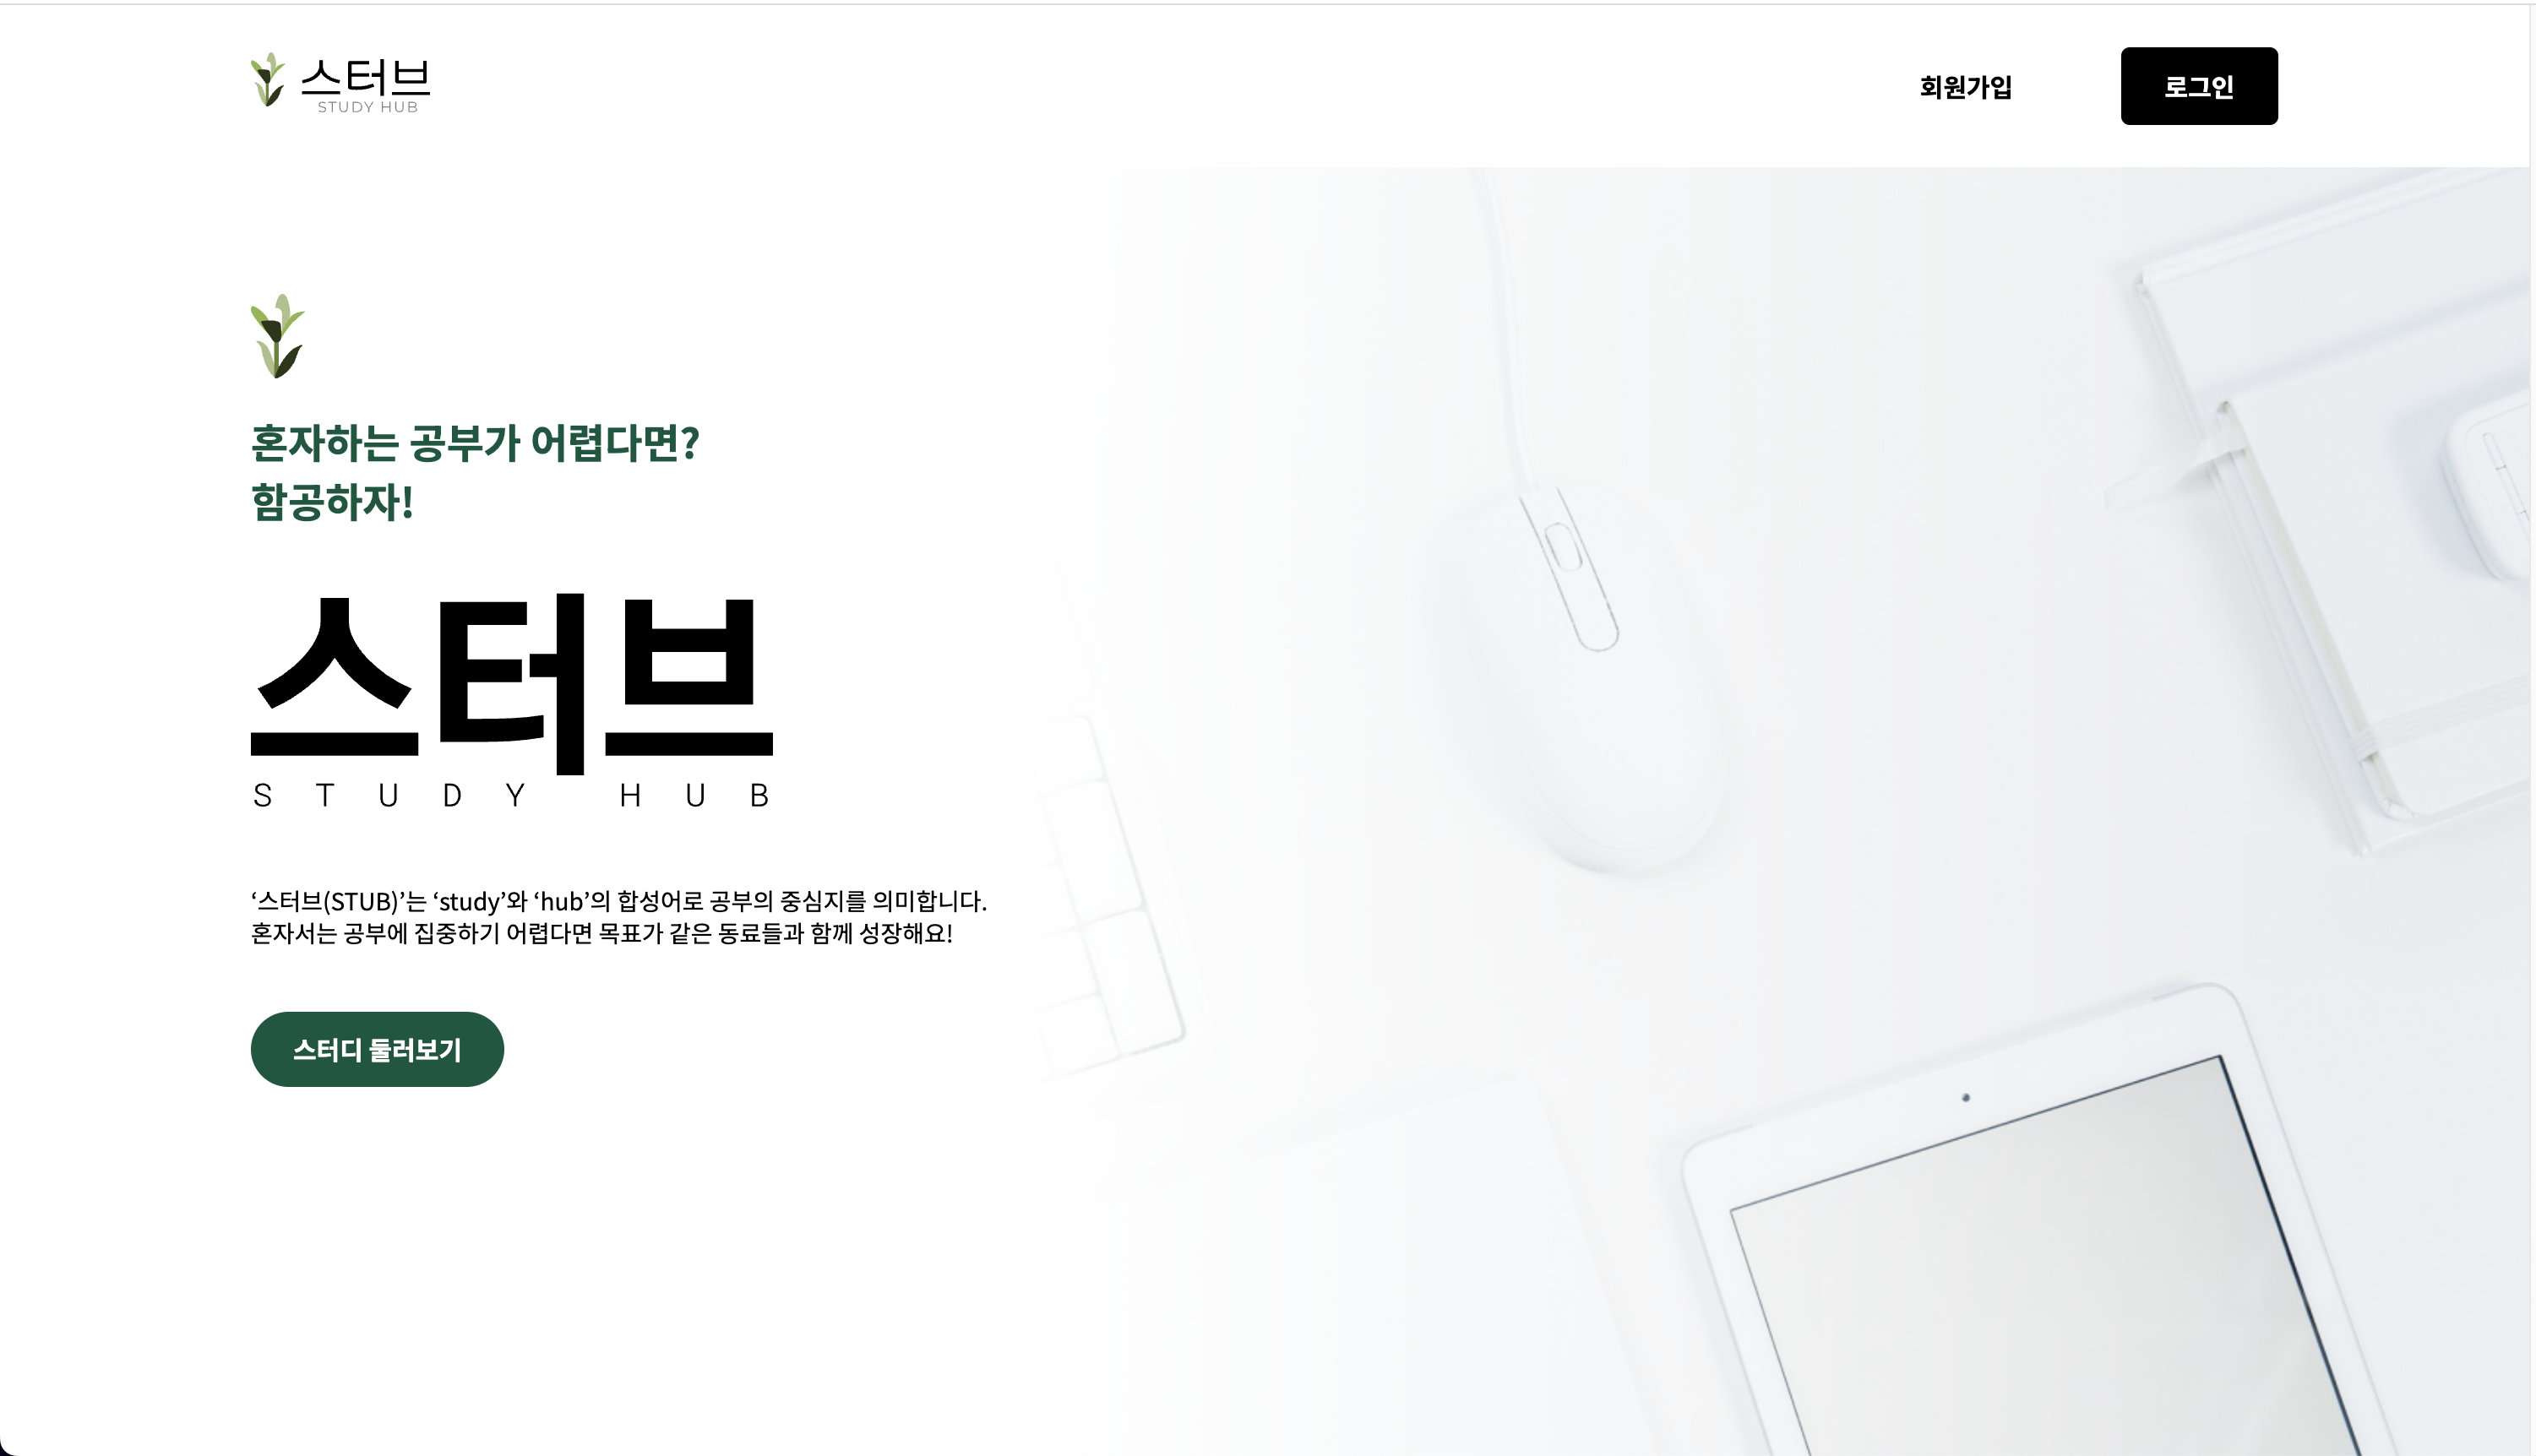 스터브
STUDY HUB
회원가입
로그인
혼자하는 공부가 어렵다면?
함공하자!
스터브
STUDY HUB
‘스터브(STUB)’는 ‘study’와 ‘hub’의 합성어로 공부의 중심지를 의미합니다.
혼자서는 공부에 집중하기 어렵다면 목표가 같은 동료들과 함께 성장해요!
스터디 둘러보기